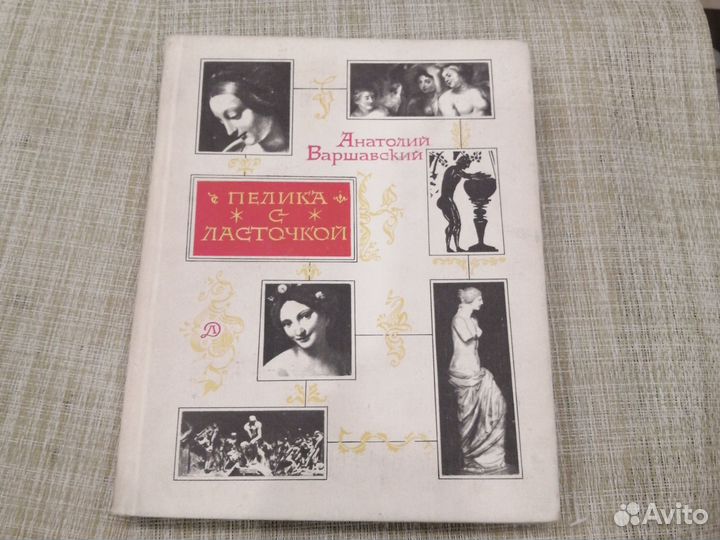 Анатолий
Варшавский
ПЕЛИКА
С
ЛАСТОЧКОЙ
Д
Avito